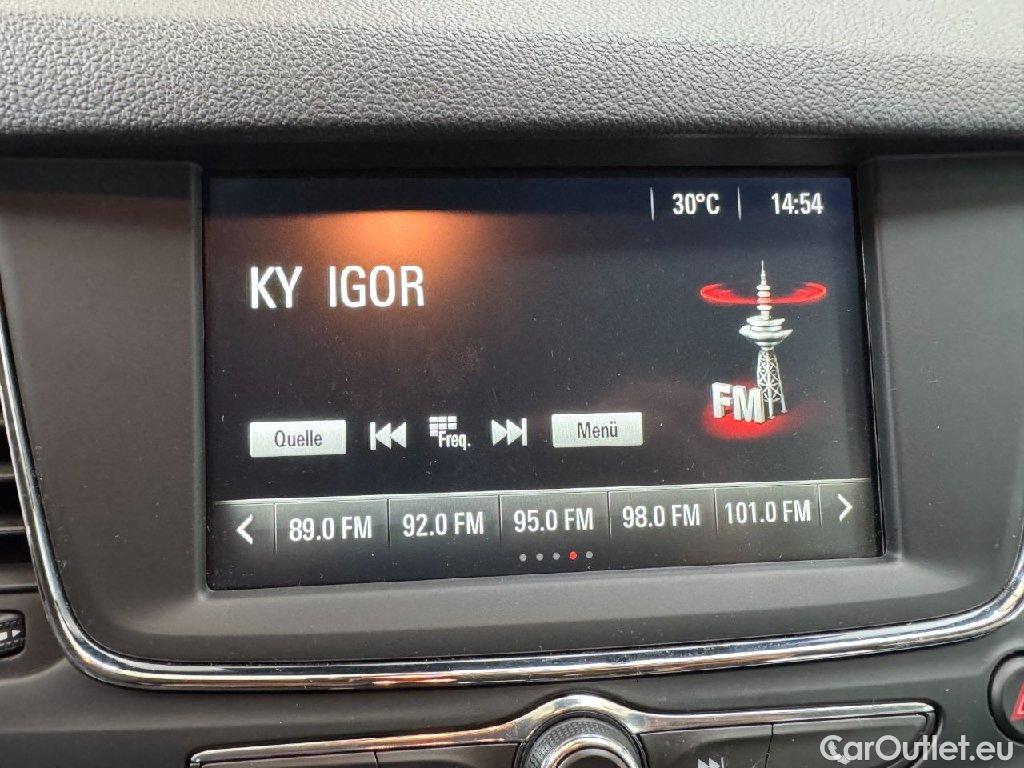 30°C 14:54
KY IGOR
FM
Quelle Freq. Menü
89.0 FM 92.0 FM 95.0 FM 98.0 FM 101.0 FM
CarOutlet.eu